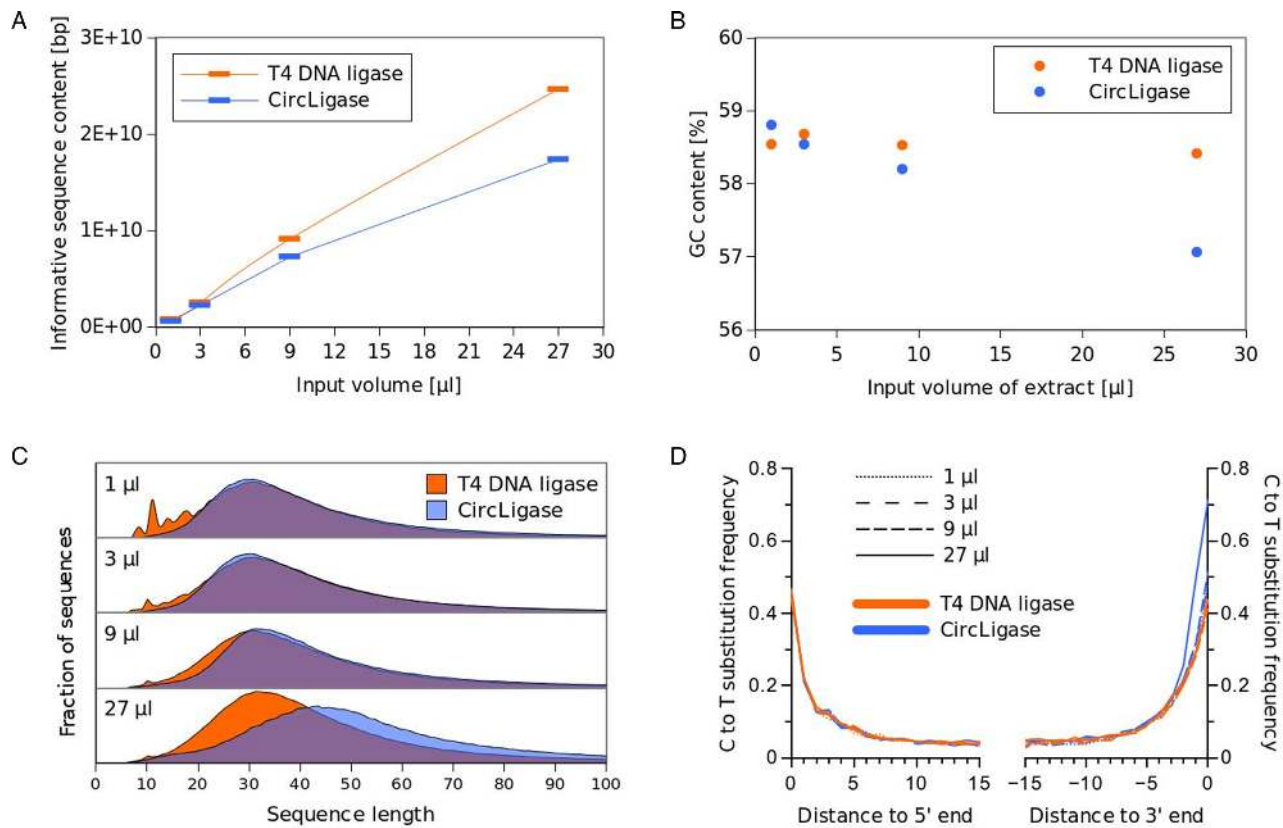 A
Informative sequence content [bp]
3E+10
2E+10
1E+10
0E+00
T4 DNA ligase
CircLigase
0 3 6 9 12 15 18 21 24 27 30
Input volume [µl]
B
GC content [%]
60
59
58
57
56
T4 DNA ligase
CircLigase
0 5 10 15 20 25 30
Input volume of extract [µl]
C
Fraction of sequences
1 µl
3 µl
9 µl
27 µl
T4 DNA ligase
CircLigase
0 10 20 30 40 50 60 70 80 90 100
Sequence length
D
C to T substitution frequency
0.8
0.6
0.4
0.2
0
1 µl
3 µl
9 µl
27 µl
T4 DNA ligase
CircLigase
0 5 10 15
Distance to 5' end
−15 −10 −5 0
Distance to 3' end
0.8
0.6
0.4
0.2
0
C to T substitution frequency